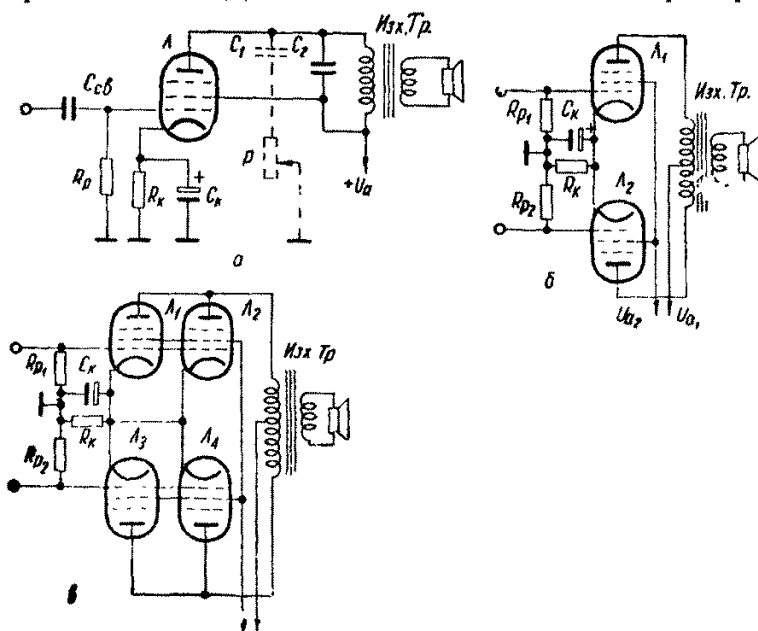 Л
C₁
C₂
Изх. Тр.
Cсв
Rр
Rк
Cк
+
P
+Uа
а
Л₁
Изх. Тр.
Rр₁
Cк
+
Rк
Rр₂
Л₂
б
Uа₂
Uа₁
Л₁
Л₂
Изх Тр
Rр₁
Cк
Rк
Л₃
Л₄
Rр₂
в